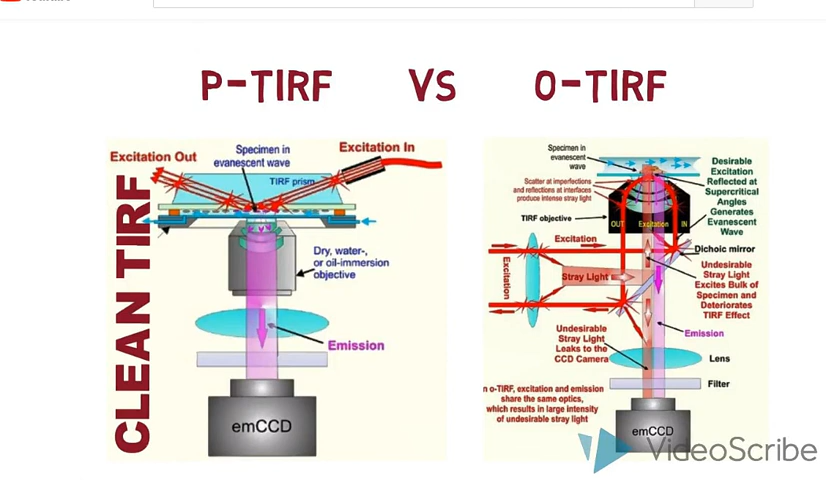 P-TIRF VS O-TIRF
CLEAN TIRF
Excitation Out
Specimen in
evanescent wave
Excitation In
TIRF prism
Dry, water-,
or oil-immersion
objective
Emission
emCCD
Specimen in
evanescent
wave
Scatter at imperfections
and reflections at interfaces
produce intense stray light
TIRF objective
OUT Excitation IN
Desirable
Excitation
Reflected at
Supercritical
Angles
Generates
Evanescent
Wave
Excitation
Dichoic mirror
Excitation
Stray Light
Undesirable
Stray Light
Excites Bulk of
Specimen and
Deteriorates
TIRF Effect
Undesirable
Stray Light
Leaks to the
CCD Camera
Emission
Lens
Filter
n o-TIRF, excitation and emission
share the same optics,
which results in large intensity
of undesirable stray light
emCCD
VideoScribe